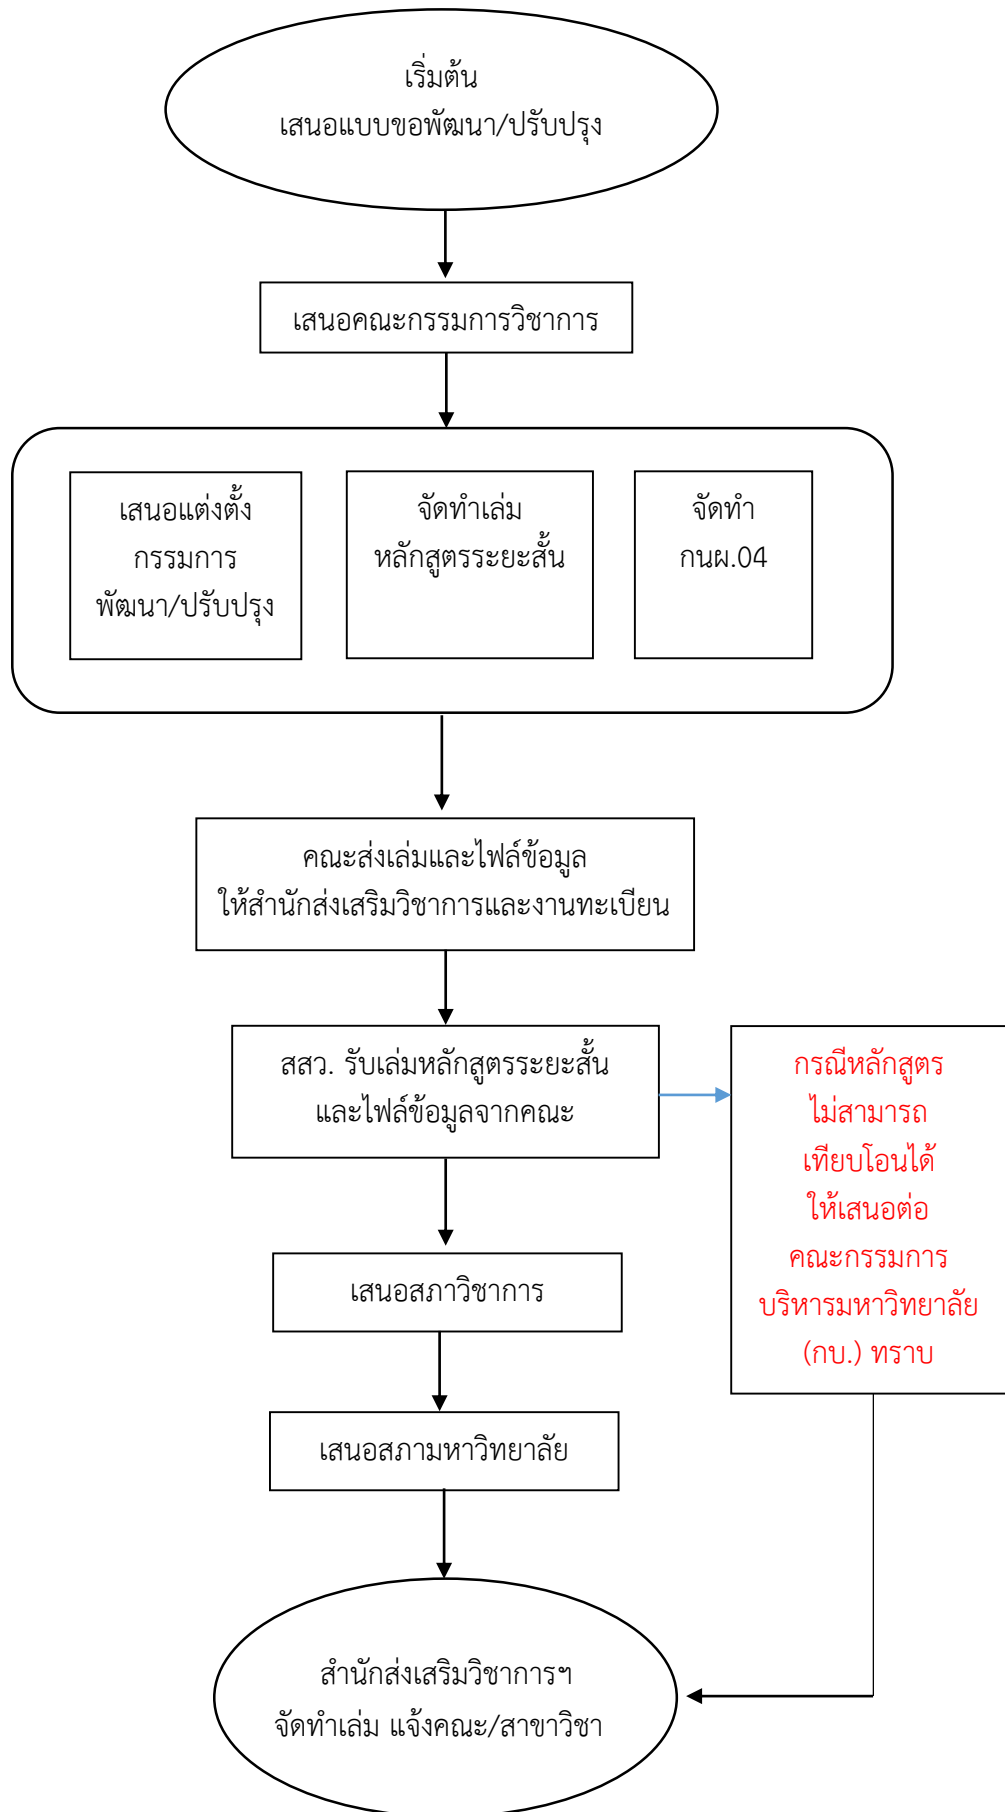 เริ่มต้น
เสนอแบบขอพัฒนา/ปรับปรุง
เสนอคณะกรรมการวิชาการ
เสนอแต่งตั้ง
กรรมการ
พัฒนา/ปรับปรุง
จัดทำเล่ม
หลักสูตรระยะสั้น
จัดทำ
กนผ.04
คณะส่งเล่มและไฟล์ข้อมูล
ให้สำนักส่งเสริมวิชาการและงานทะเบียน
สสว. รับเล่มหลักสูตรระยะสั้น
และไฟล์ข้อมูลจากคณะ
กรณีหลักสูตร
ไม่สามารถ
เทียบโอนได้
ให้เสนอต่อ
คณะกรรมการ
บริหารมหาวิทยาลัย
(กบ.) ทราบ
เสนอสภาวิชาการ
เสนอสภามหาวิทยาลัย
สำนักส่งเสริมวิชาการฯ
จัดทำเล่ม แจ้งคณะ/สาขาวิชา